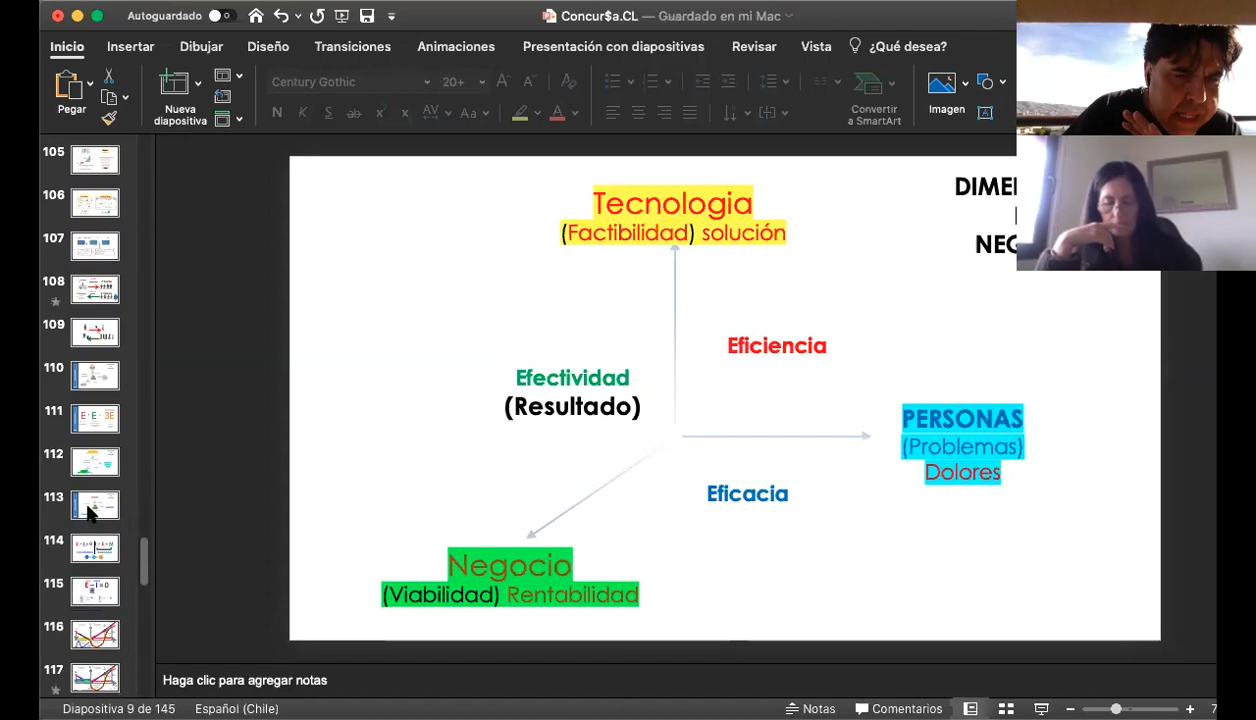 Autoguardado
Concur$a.CL — Guardado en mi Mac
Inicio
Insertar
Dibujar
Diseño
Transiciones
Animaciones
Presentación con diapositivas
Revisar
Vista
¿Qué desea?
Pegar
Nueva
diapositiva
Century Gothic
20+
N
K
S
ab
x
x
AV
Aa
A
Convertir
a SmartArt
Imagen
105
106
107
108
109
110
111
112
113
114
115
116
117
Tecnologia
(Factibilidad) solución
DIME
NEG
Eficiencia
Efectividad
(Resultado)
PERSONAS
(Problemas)
Dolores
Eficacia
Negocio
(Viabilidad) Rentabilidad
Haga clic para agregar notas
Diapositiva 9 de 145
Español (Chile)
Notas
Comentarios